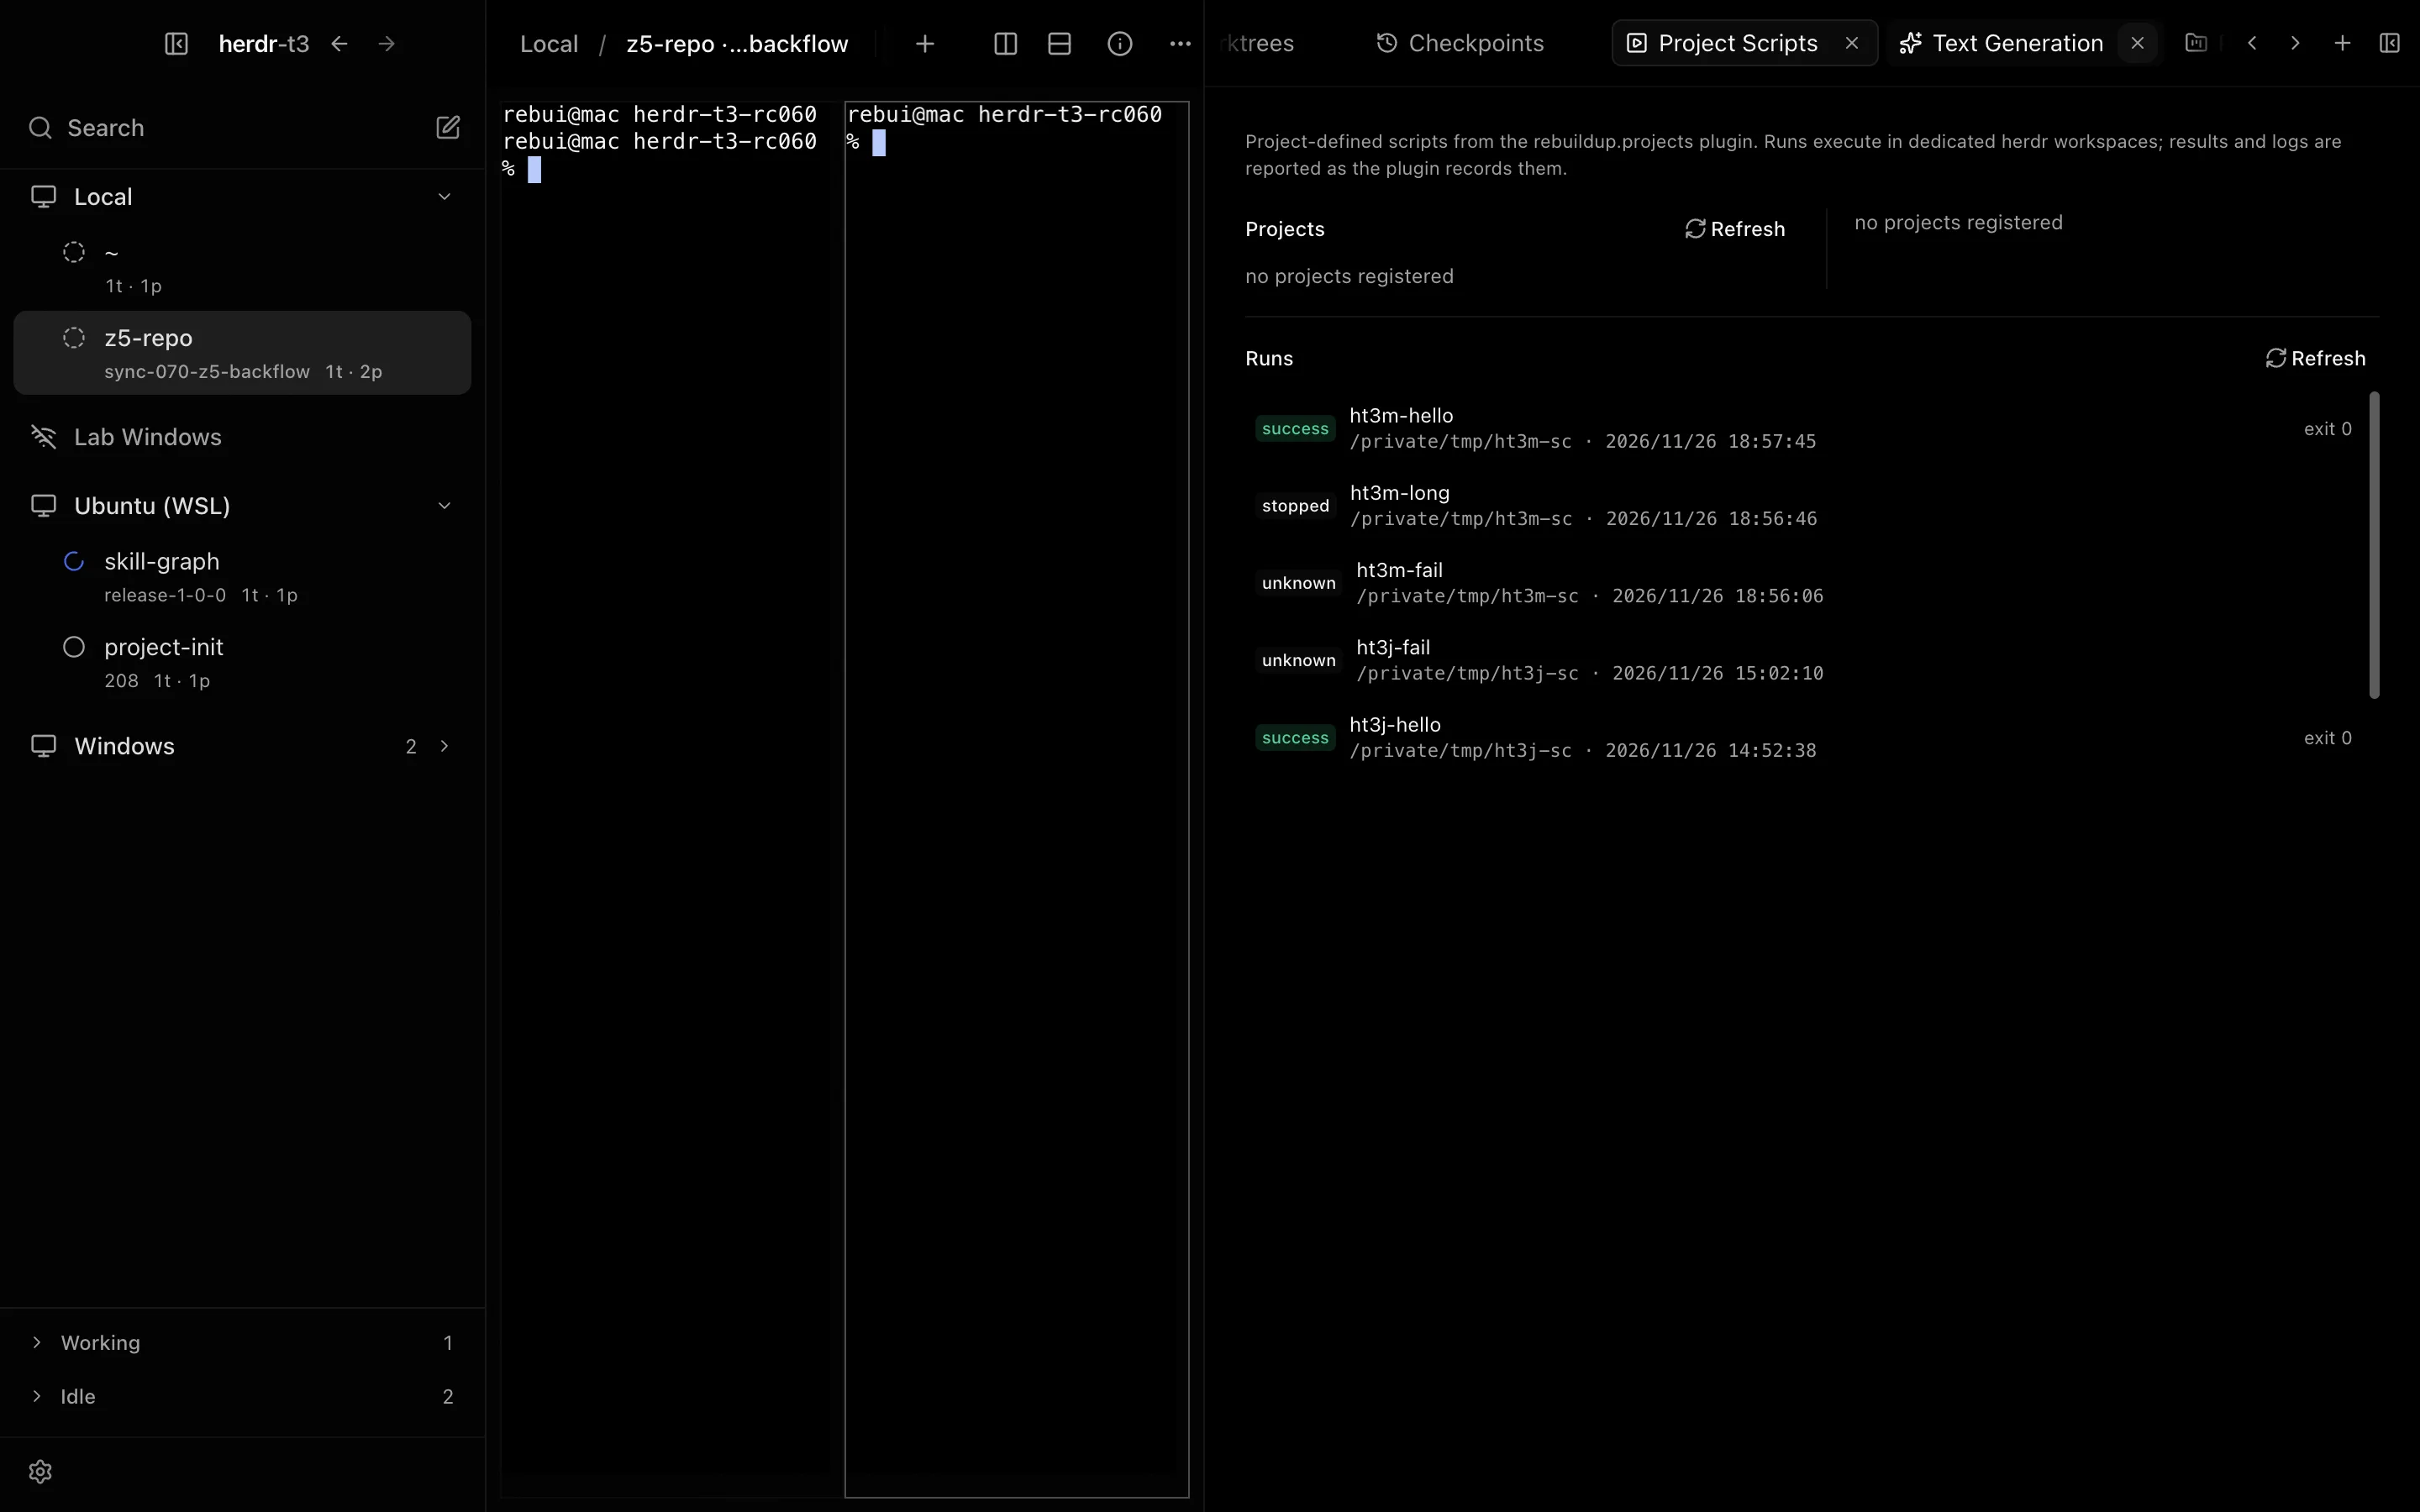 herdr-t3
Search
Local
~
1t · 1p
z5-repo
sync-070-z5-backflow 1t · 2p
Lab Windows
Ubuntu (WSL)
skill-graph
release-1-0-0 1t · 1p
project-init
208 1t · 1p
Windows 2
Working 1
Idle 2
Local / z5-repo ·...backflow
rebui@mac herdr-t3-rc060
rebui@mac herdr-t3-rc060
%
rebui@mac herdr-t3-rc060
%
ktrees Checkpoints Project Scripts Text Generation
Project-defined scripts from the rebuildup.projects plugin. Runs execute in dedicated herdr workspaces; results and logs are
reported as the plugin records them.
Projects Refresh
no projects registered
no projects registered
Runs Refresh
success ht3m-hello
/private/tmp/ht3m-sc · 2026/11/26 18:57:45
exit 0
stopped ht3m-long
/private/tmp/ht3m-sc · 2026/11/26 18:56:46
unknown ht3m-fail
/private/tmp/ht3m-sc · 2026/11/26 18:56:06
unknown ht3j-fail
/private/tmp/ht3j-sc · 2026/11/26 15:02:10
success ht3j-hello
/private/tmp/ht3j-sc · 2026/11/26 14:52:38
exit 0